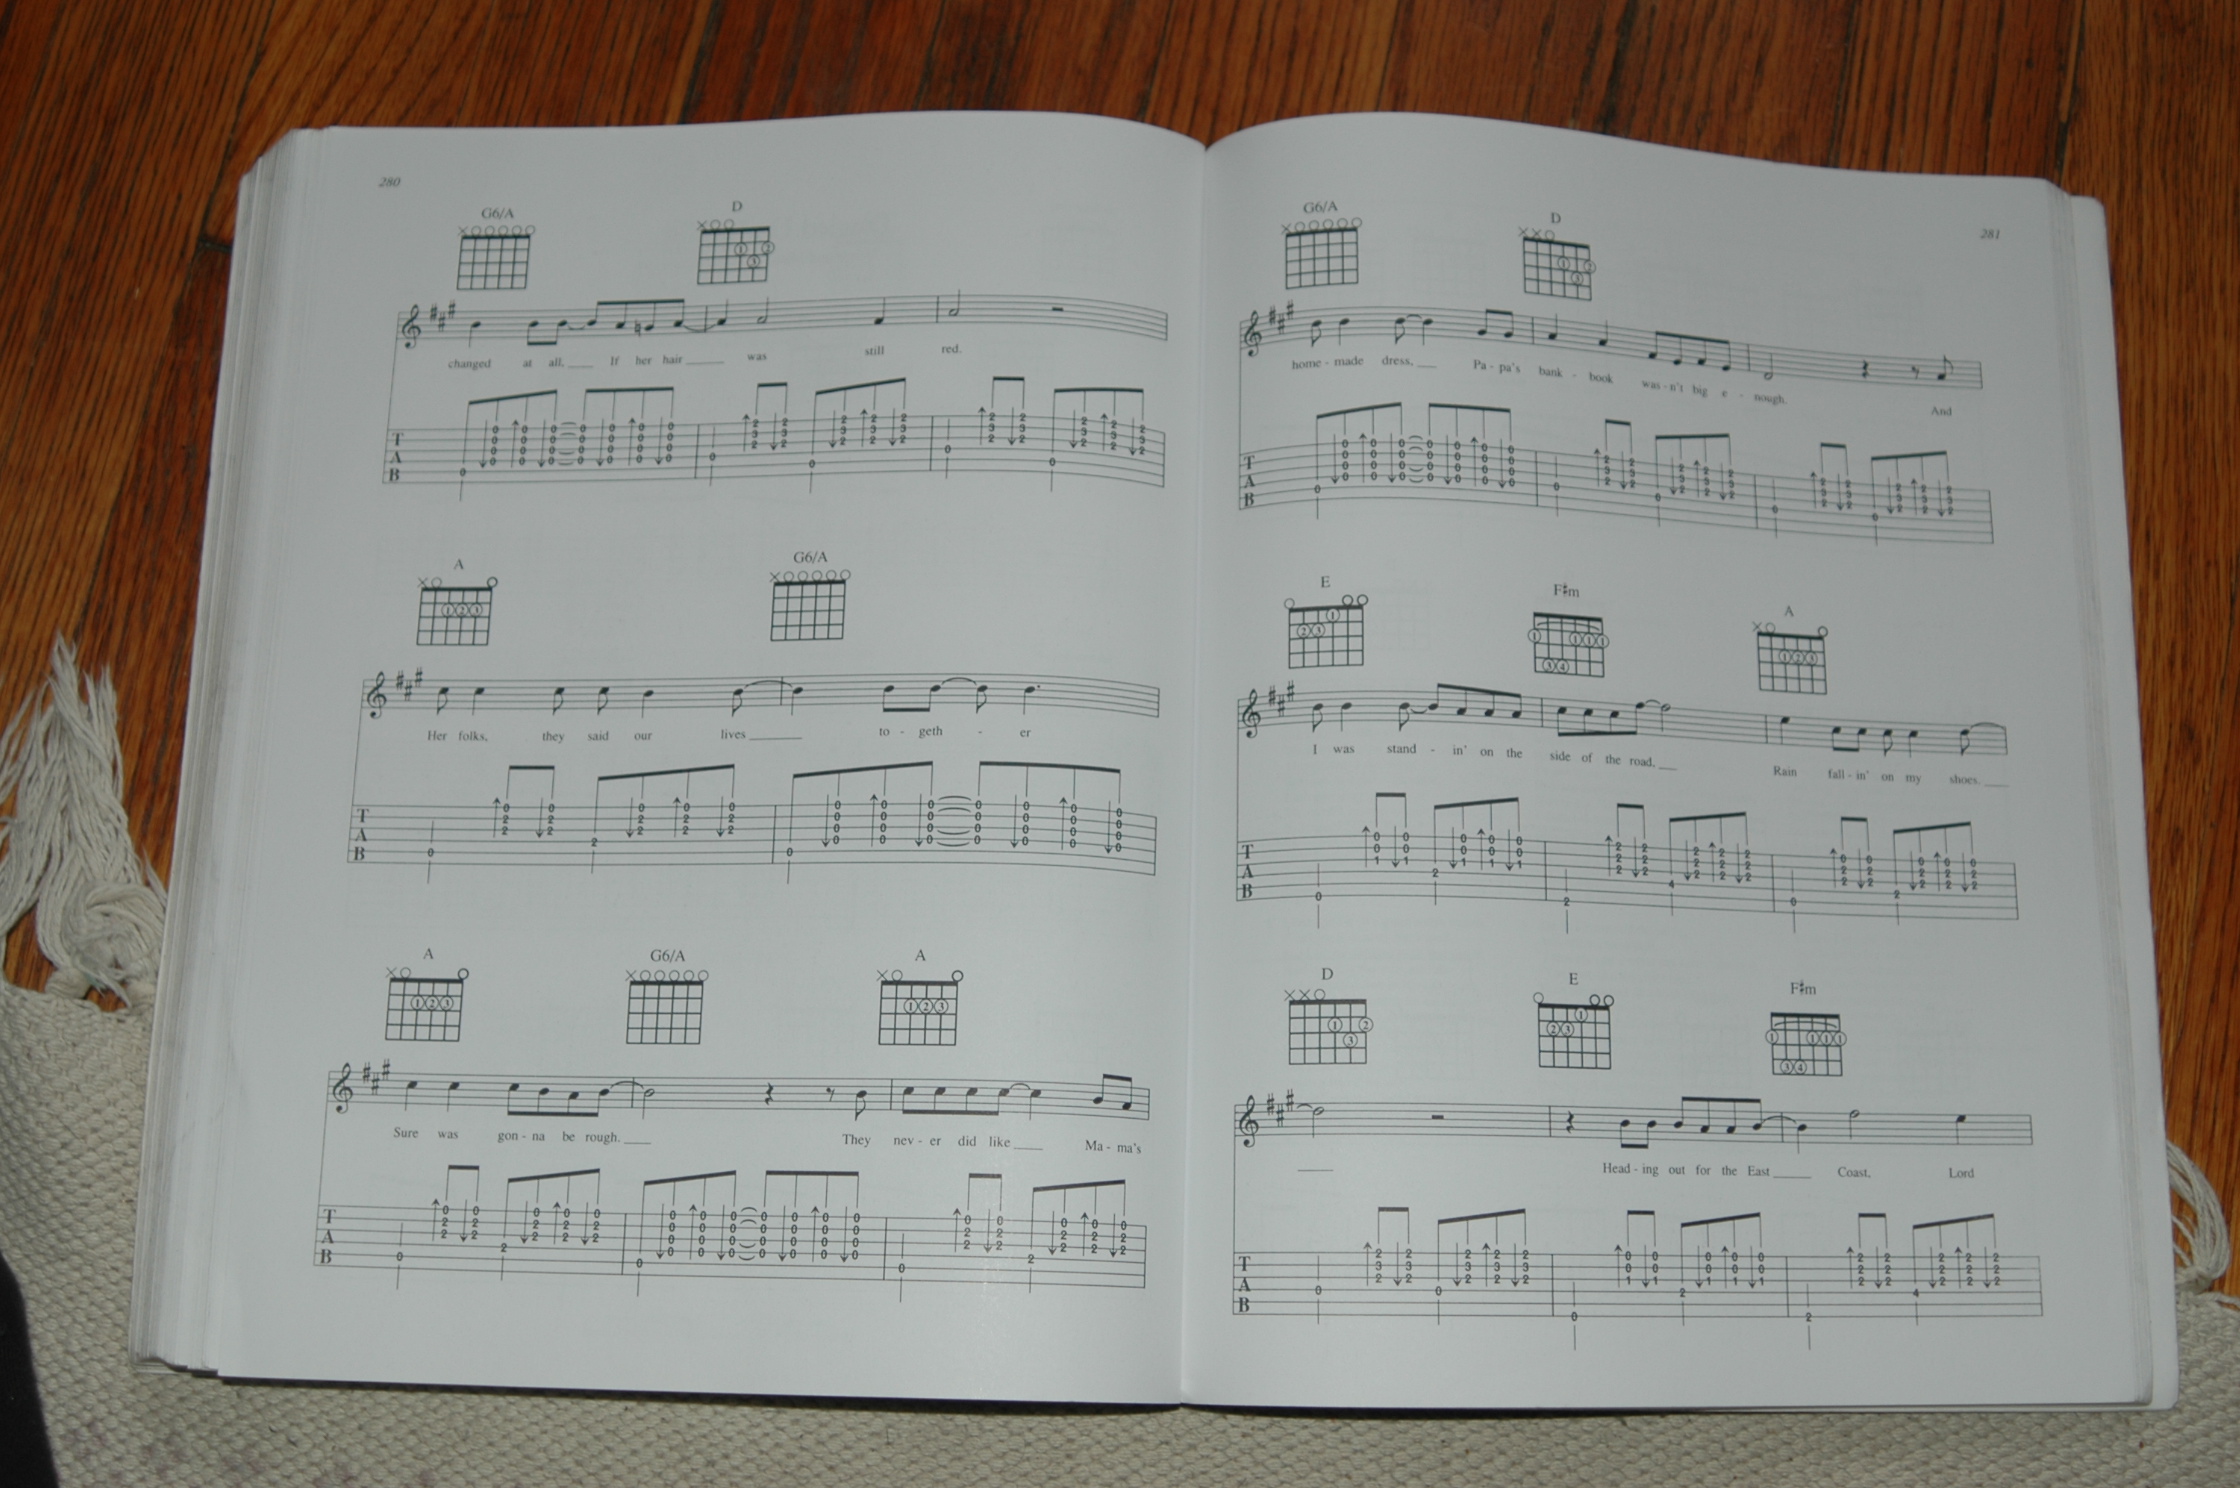 280
G6/A D
changed at all, If her hair was still red.
T
A
B
A G6/A
Her folks, they said our lives to - geth - er
T
A
B
A G6/A A
Sure was gon - na be rough. They nev - er did like Ma - ma's
T
A
B
281
G6/A D
home - made dress, Pa - pa's bank - book was - n't big e - nough. And
T
A
B
E F#m A
I was stand - in' on the side of the road, Rain fall - in' on my shoes.
T
A
B
D E F#m
Head - ing out for the East Coast, Lord
T
A
B